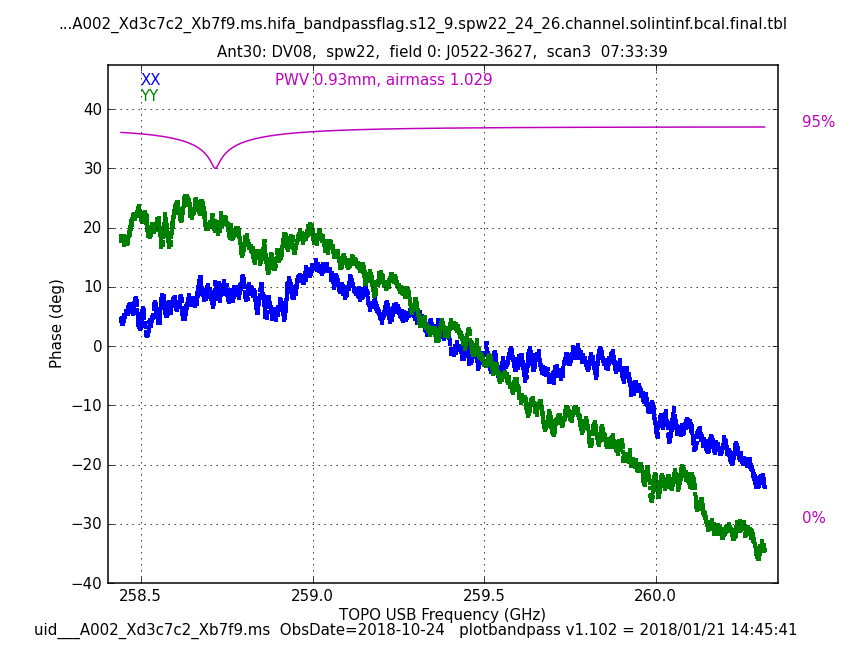 ...A002_Xd3c7c2_Xb7f9.ms.hifa_bandpassflag.s12_9.spw22_24_26.channel.solintinf.bcal.final.tbl
Ant30: DV08,  spw22,  field 0: J0522-3627,  scan3  07:33:39
XX
PWV 0.93mm, airmass 1.029
YY
95%
0%
Phase (deg)
40
30
20
10
0
−10
−20
−30
−40
258.5
259.0
259.5
260.0
TOPO USB Frequency (GHz)
uid___A002_Xd3c7c2_Xb7f9.ms  ObsDate=2018-10-24   plotbandpass v1.102 = 2018/01/21 14:45:41